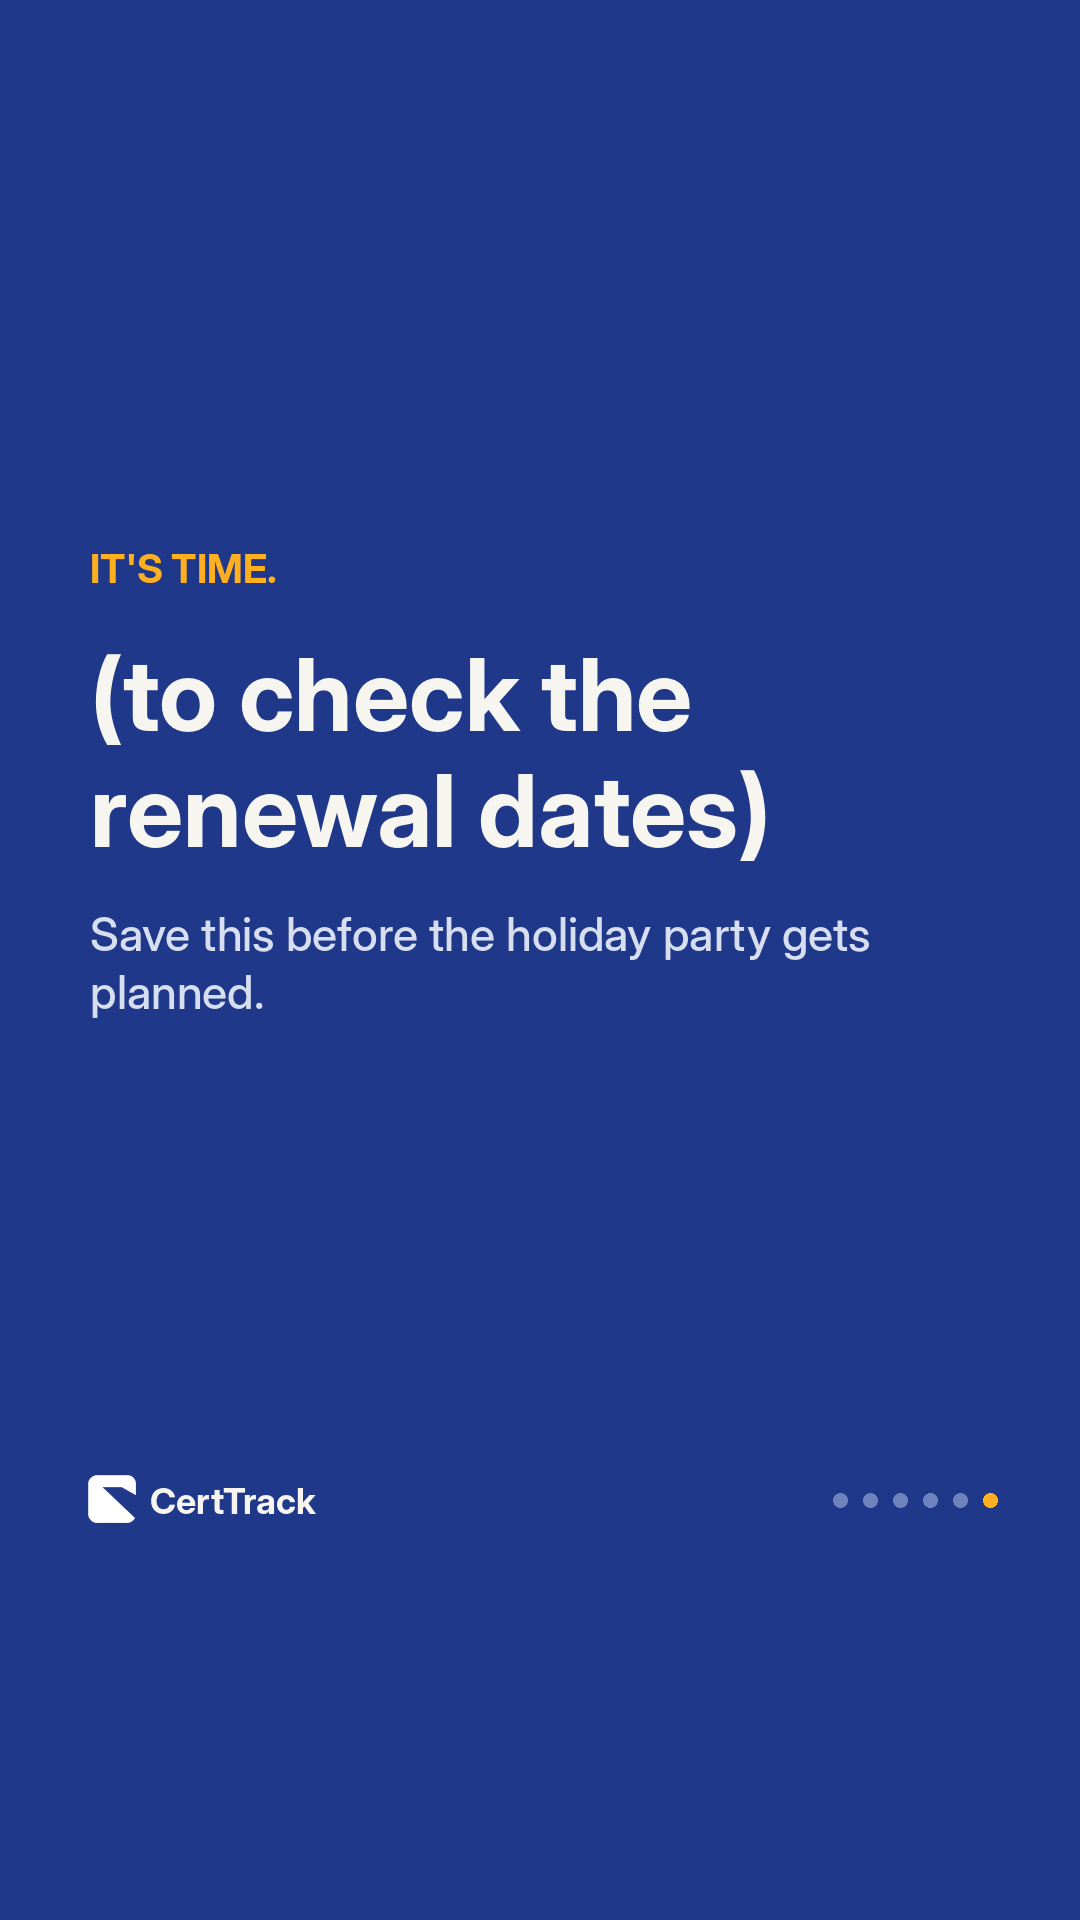 IT'S TIME.
(to check the
renewal dates)
Save this before the holiday party gets
planned.
CertTrack